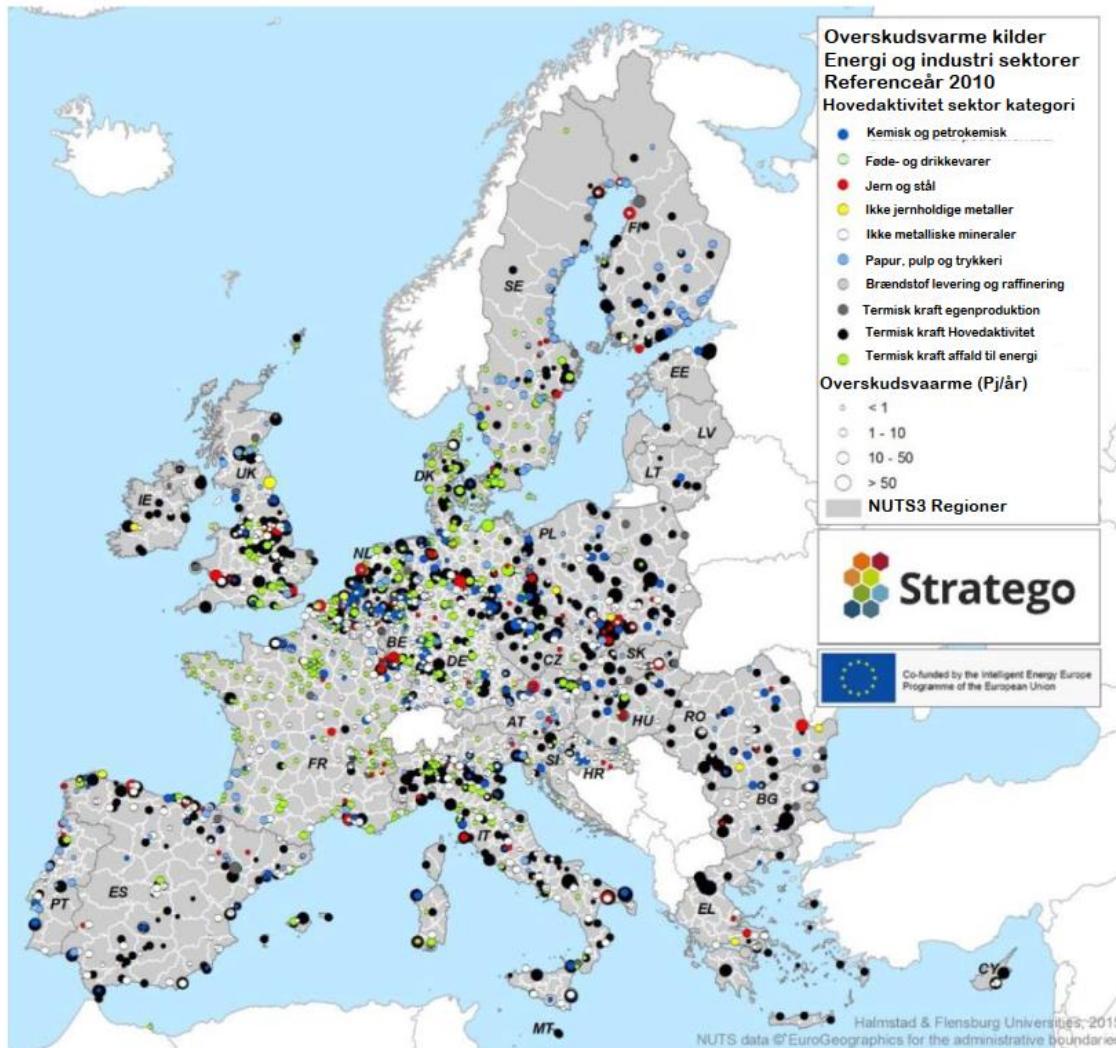 Overskudsvarme kilder
Energi og industri sektorer
Referenceår 2010
Hovedaktivitet sektor kategori
Kemisk og petrokemisk
Føde- og drikkevarer
Jern og stål
Ikke jernholdige metaller
Ikke metalliske mineraler
Papur, pulp og trykkeri
Brændstof levering og raffinering
Termisk kraft egenproduktion
Termisk kraft Hovedaktivitet
Termisk kraft affald til energi
Overskudsvaarme (Pj/år)
< 1
1 - 10
10 - 50
> 50
NUTS3 Regioner
Stratego
Co-funded by the Intelligent Energy Europe
Programme of the European Union
FI
SE
EE
LV
LT
DK
UK
IE
NL
PL
BE
DE
CZ
SK
AT
HU
RO
SI
HR
FR
BG
IT
ES
PT
EL
CY
MT
Halmstad & Flensburg Universities, 2015
NUTS data © EuroGeographics for the administrative boundaries